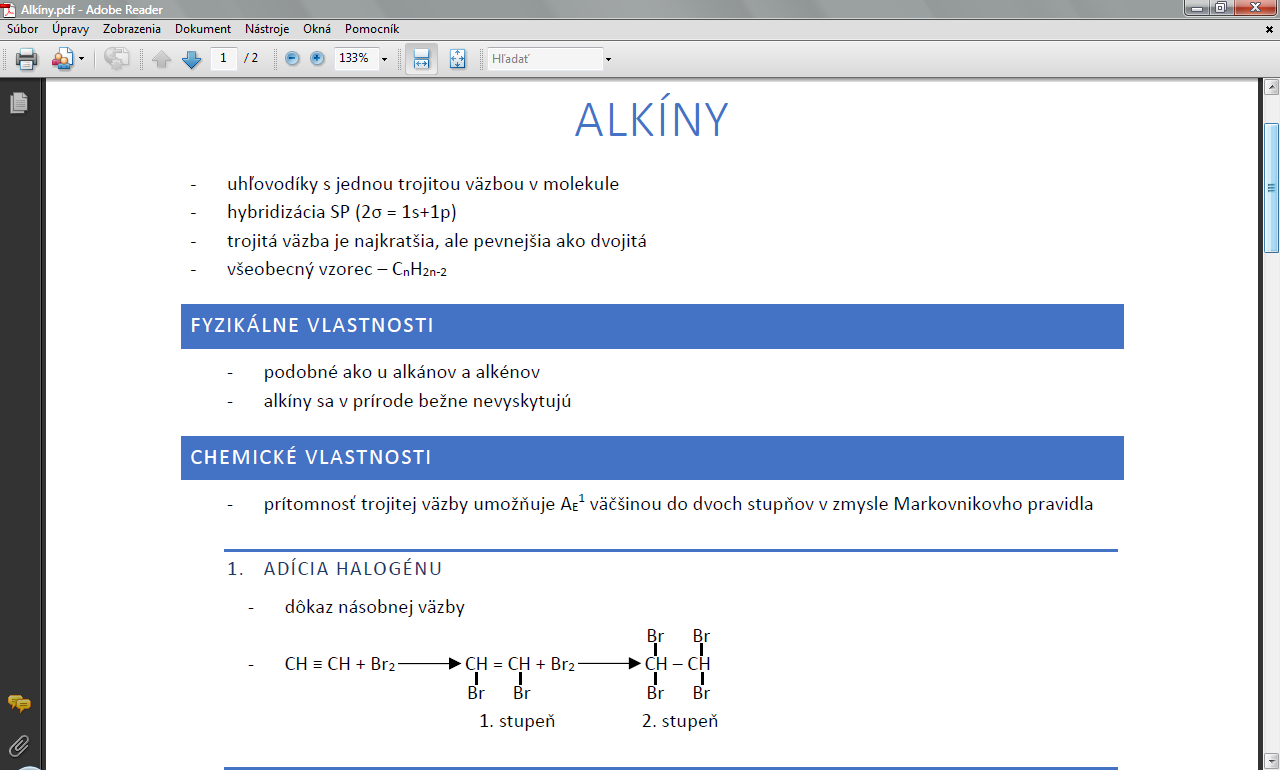 Alkíny.pdf - Adobe Reader
Súbor Úpravy Zobrazenia Dokument Nástroje Okná Pomocník
1 / 2 133% Hľadať
ALKÍNY
- uhľovodíky s jednou trojitou väzbou v molekule
- hybridizácia SP (2σ = 1s+1p)
- trojitá väzba je najkratšia, ale pevnejšia ako dvojitá
- všeobecný vzorec – CnH2n-2
FYZIKÁLNE VLASTNOSTI
- podobné ako u alkánov a alkénov
- alkíny sa v prírode bežne nevyskytujú
CHEMICKÉ VLASTNOSTI
- prítomnosť trojitej väzby umožňuje AE1 väčšinou do dvoch stupňov v zmysle Markovnikovho pravidla
1. ADÍCIA HALOGÉNU
- dôkaz násobnej väzby
Br Br
- CH ≡ CH + Br2 → CH = CH + Br2 → CH – CH
Br Br Br Br
1. stupeň 2. stupeň